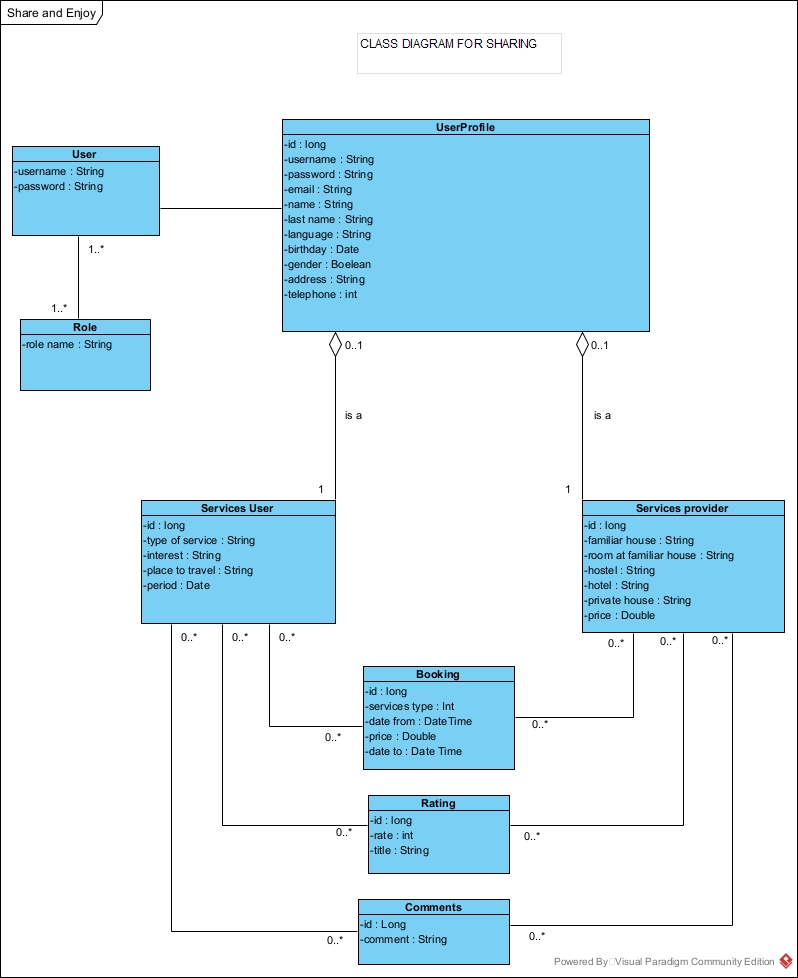 Share and Enjoy
CLASS DIAGRAM FOR SHARING
User
-username : String
-password : String
UserProfile
-id : long
-username : String
-password : String
-email : String
-name : String
-last name : String
-language : String
-birthday : Date
-gender : Boelean
-address : String
-telephone : int
1..*
1..*
Role
-role name : String
0..1
0..1
is a
is a
1
1
Services User
-id : long
-type of service : String
-interest : String
-place to travel : String
-period : Date
Services provider
-id : long
-familiar house : String
-room at familiar house : String
-hostel : String
-hotel : String
-private house : String
-price : Double
0..*
0..*
0..*
0..*
0..*
0..*
Booking
-id : long
-services type : Int
-date from : DateTime
-price : Double
-date to : Date Time
0..*
0..*
Rating
-id : long
-rate : int
-title : String
0..*
0..*
Comments
-id : Long
-comment : String
0..*
0..*
Powered By Visual Paradigm Community Edition